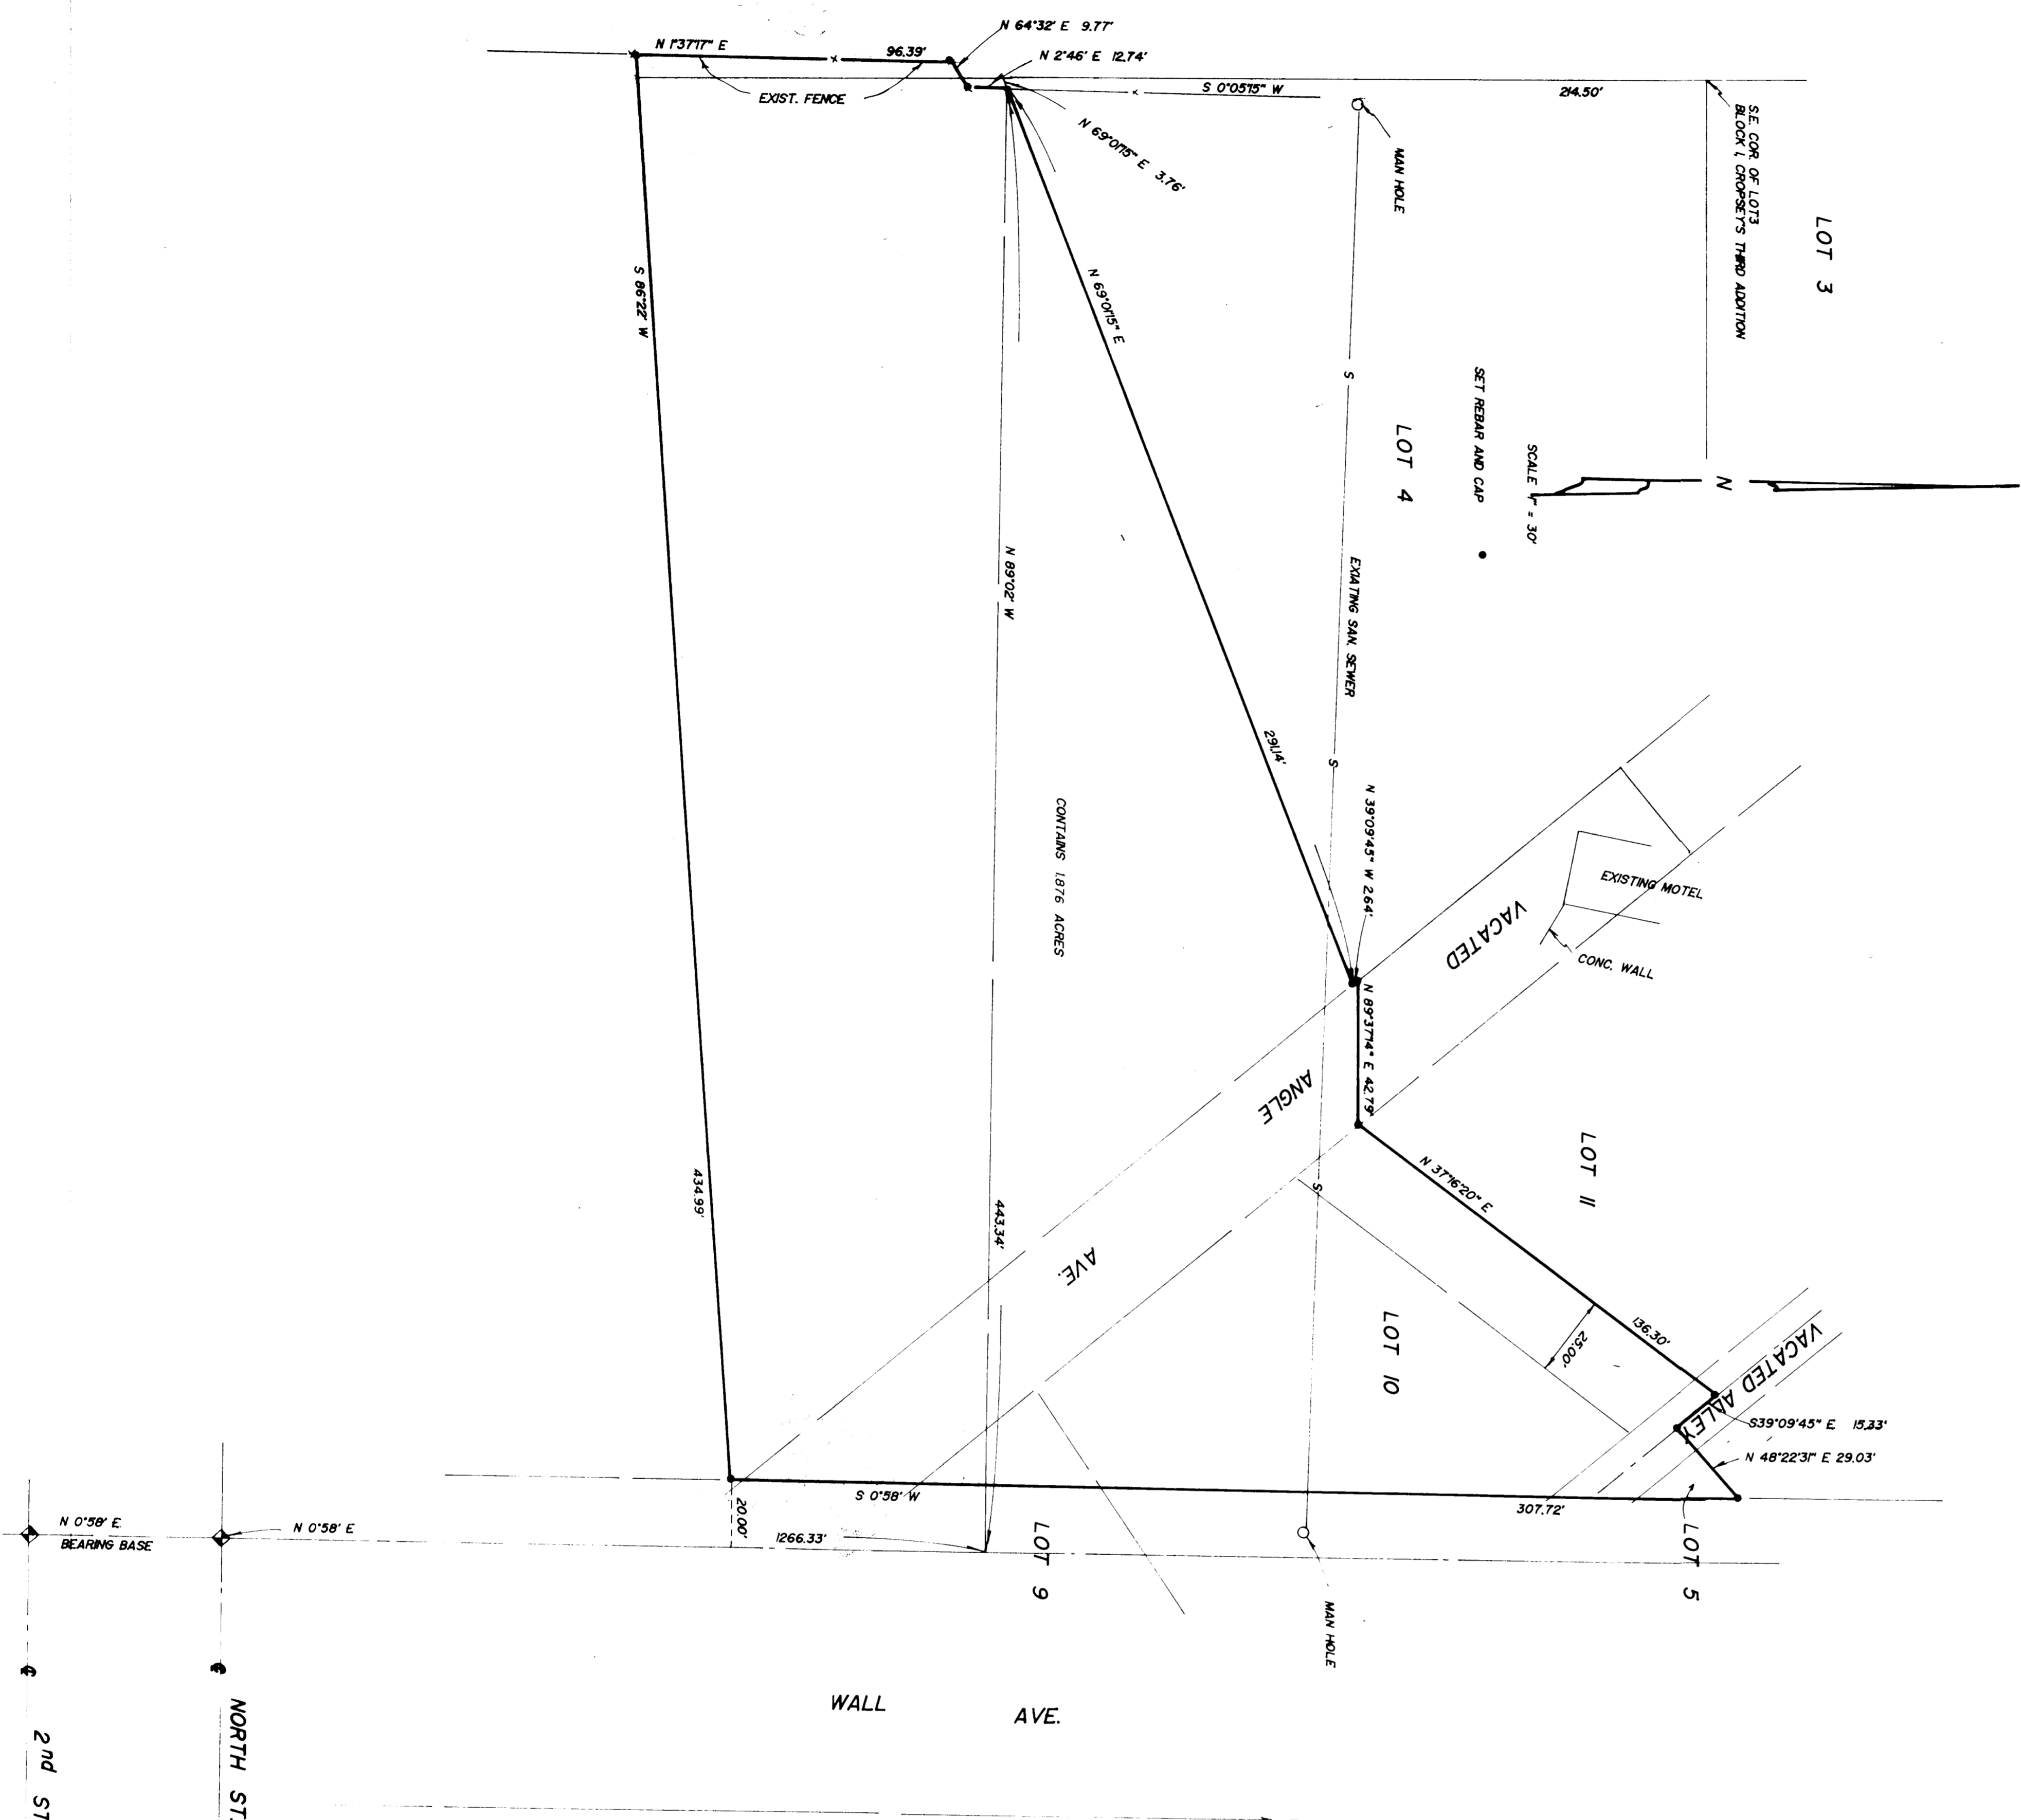 N 64°32' E 9.77'
N 1°37'17" E
96.39'
N 2°46' E 12.74'
EXIST. FENCE
S 0°05'15" W
214.50'
N 69°01'15" E 3.76'
MAN HOLE
S.E. COR. OF LOT 3
BLOCK 1, CROPSEY'S THIRD ADDITION
LOT 3
S 86°22' W
N 69°01'15" E
S
SET REBAR AND CAP
LOT 4
SCALE 1" = 30'
N
N 89°02' W
EXIATING SAN. SEWER
291.14'
S
N 39°09'45" W 2.64'
CONTAINS 1.876 ACRES
EXISTING MOTEL
VACATED
CONC. WALL
N 89°37'14" E 42.79'
ANGLE
LOT 11
434.99'
N 37°16'20" E
S
443.34'
AVE.
LOT 10
136.30'
25.00'
VACATED ALLEY
S39°09'45" E 15.33'
N 48°22'31" E 29.03'
S 0°58' W
307.72'
20.00'
N 0°58' E
BEARING BASE
N 0°58' E
1266.33'
LOT 9
LOT 5
MAN HOLE
WALL AVE.
NORTH ST.
2nd ST